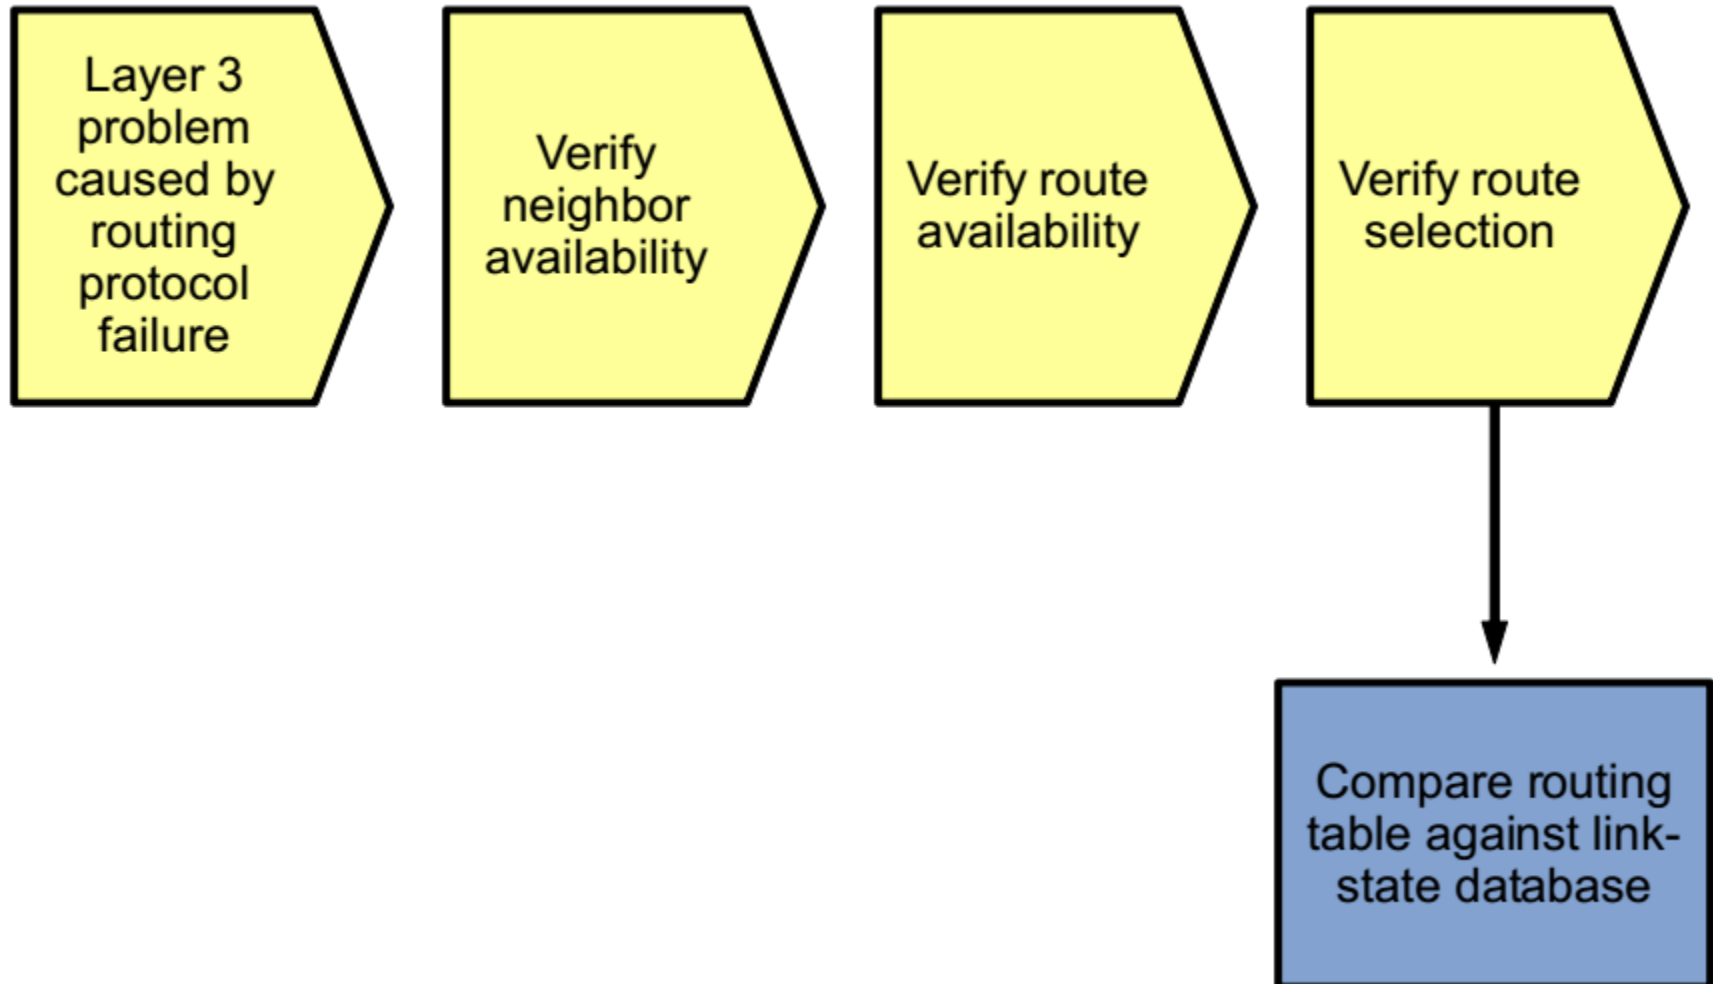 Layer 3
problem
caused by
routing
protocol
failure
Verify
neighbor
availability
Verify route
availability
Verify route
selection
Compare routing
table against link-
state database